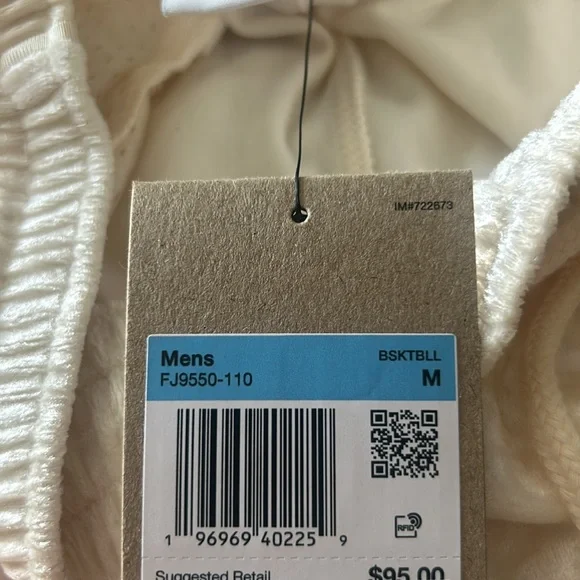 IM#722673
Mens BSKTBLL
FJ9550-110 M
1 96969 40225 9
RFID
Suggested Retail $95.00